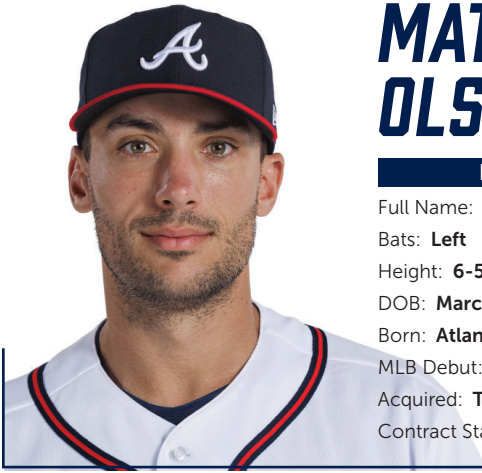 A
MAT
OLS
Full Name:
Bats: Left
Height: 6-5
DOB: Marc
Born: Atlan
MLB Debut:
Acquired: T
Contract Sta